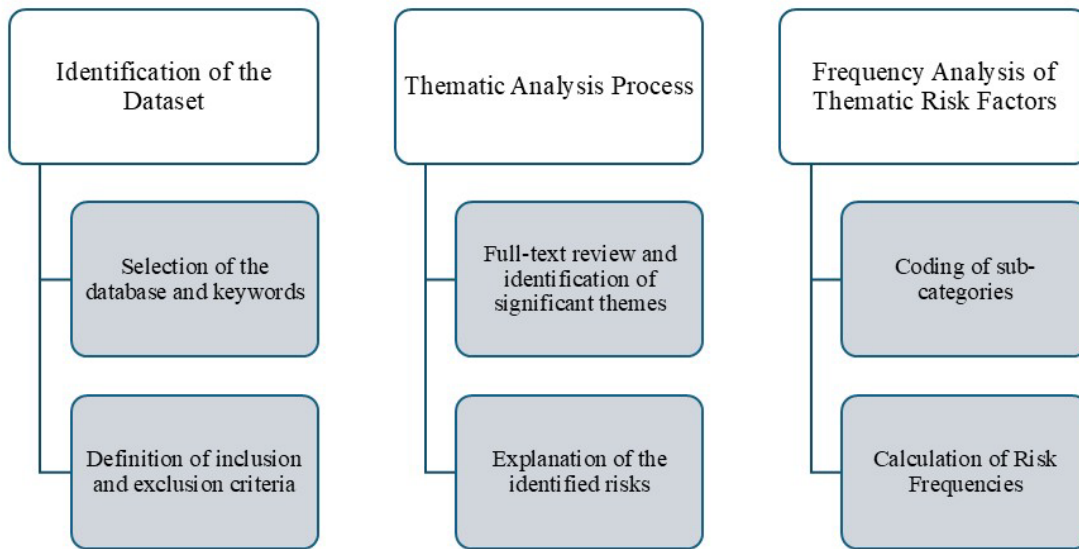 Identification of the
Dataset
Selection of the
database and keywords
Definition of inclusion
and exclusion criteria
Thematic Analysis Process
Full-text review and
identification of
significant themes
Explanation of the
identified risks
Frequency Analysis of
Thematic Risk Factors
Coding of sub-
categories
Calculation of Risk
Frequencies